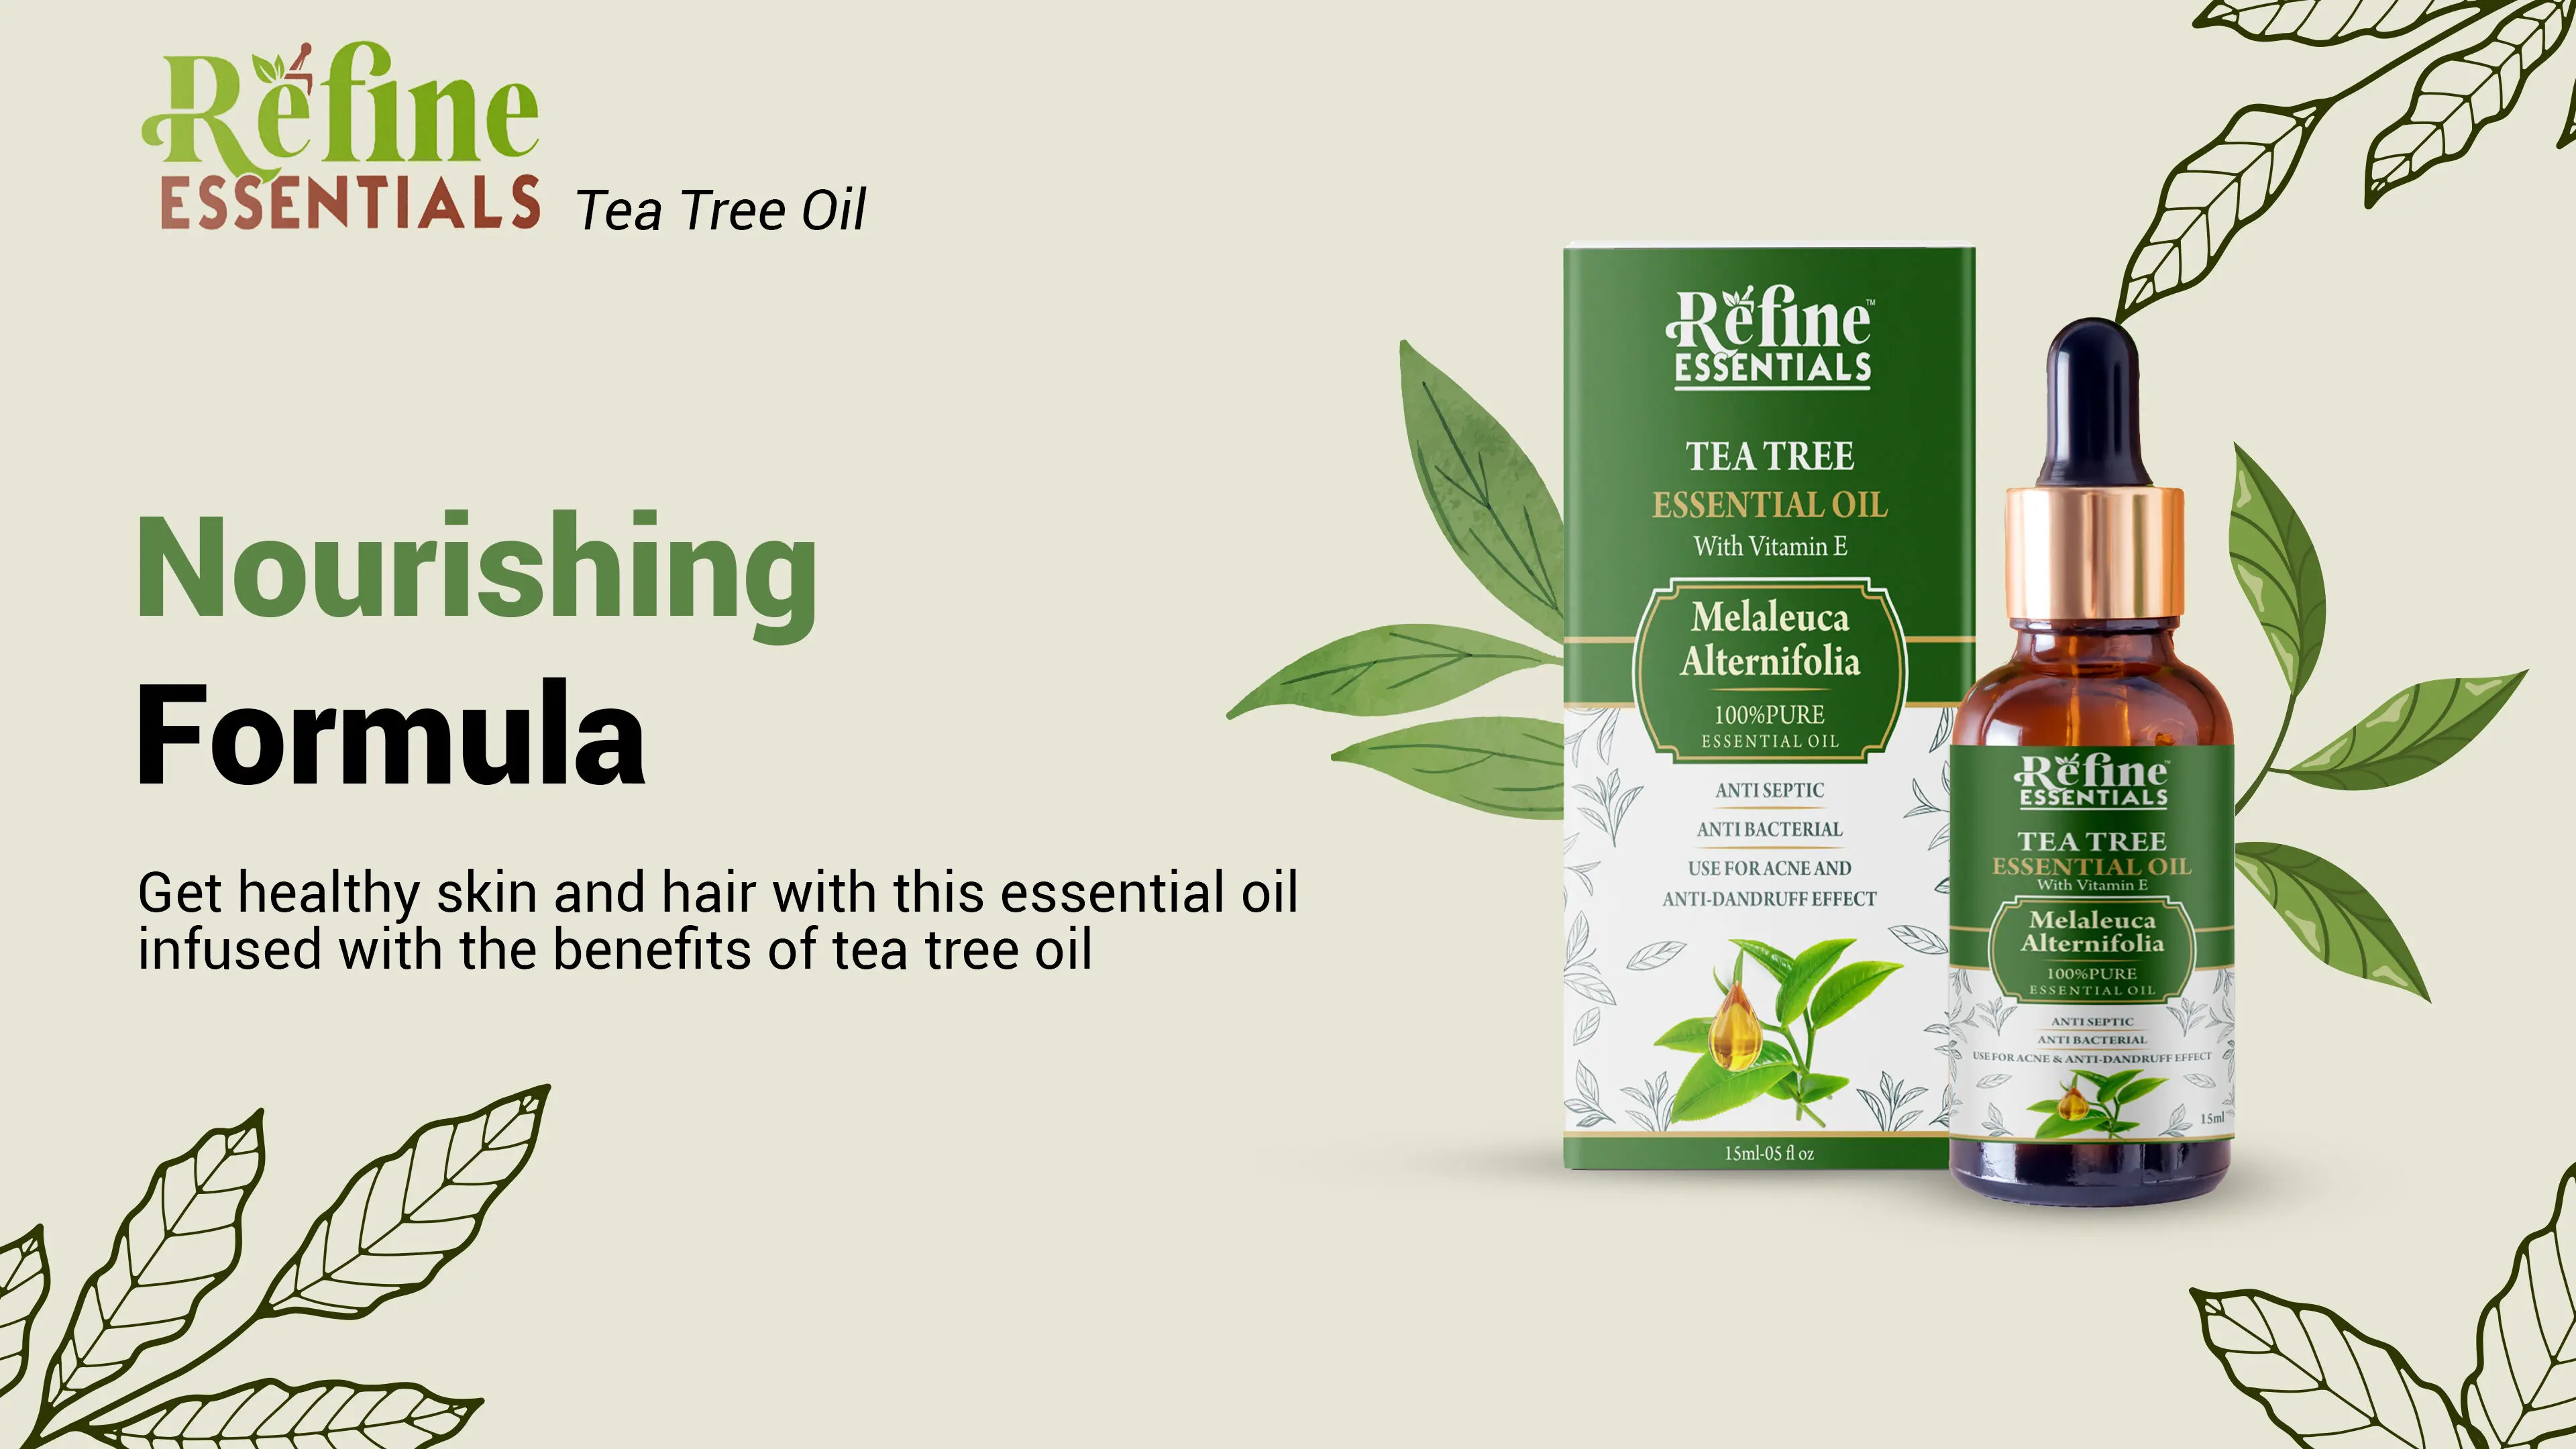 Refine
ESSENTIALS
Tea Tree Oil
Nourishing
Formula
Get healthy skin and hair with this essential oil
infused with the benefits of tea tree oil
Refine™
ESSENTIALS
TEA TREE
ESSENTIAL OIL
With Vitamin E
Melaleuca
Alternifolia
100%PURE
ESSENTIAL OIL
ANTI SEPTIC
ANTI BACTERIAL
USE FOR ACNE AND
ANTI-DANDRUFF EFFECT
15ml-05 fl oz
Refine™
ESSENTIALS
TEA TREE
ESSENTIAL OIL
With Vitamin E
Melaleuca
Alternifolia
100%PURE
ESSENTIAL OIL
ANTI SEPTIC
ANTI BACTERIAL
USE FOR ACNE & ANTI-DANDRUFF EFFECT
15ml